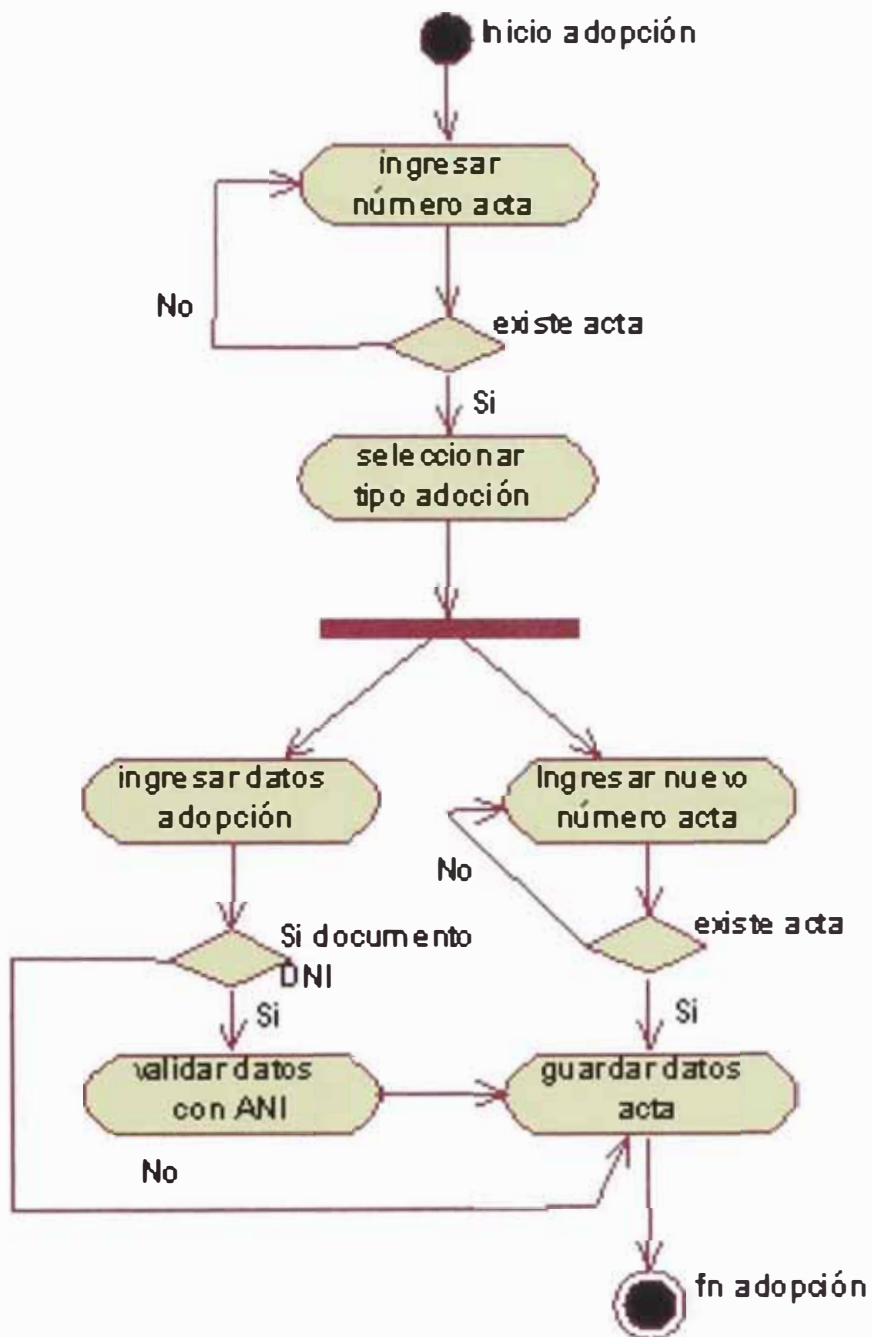 Inicio adopción
ingresar
número acta
No
existe acta
Si
seleccionar
tipo adoción
ingresar datos
adopción
Ingresar nuevo
número acta
No
Si documento
DNI
existe acta
Si
Si
validar datos
con ANI
guardar datos
acta
No
fn adopción